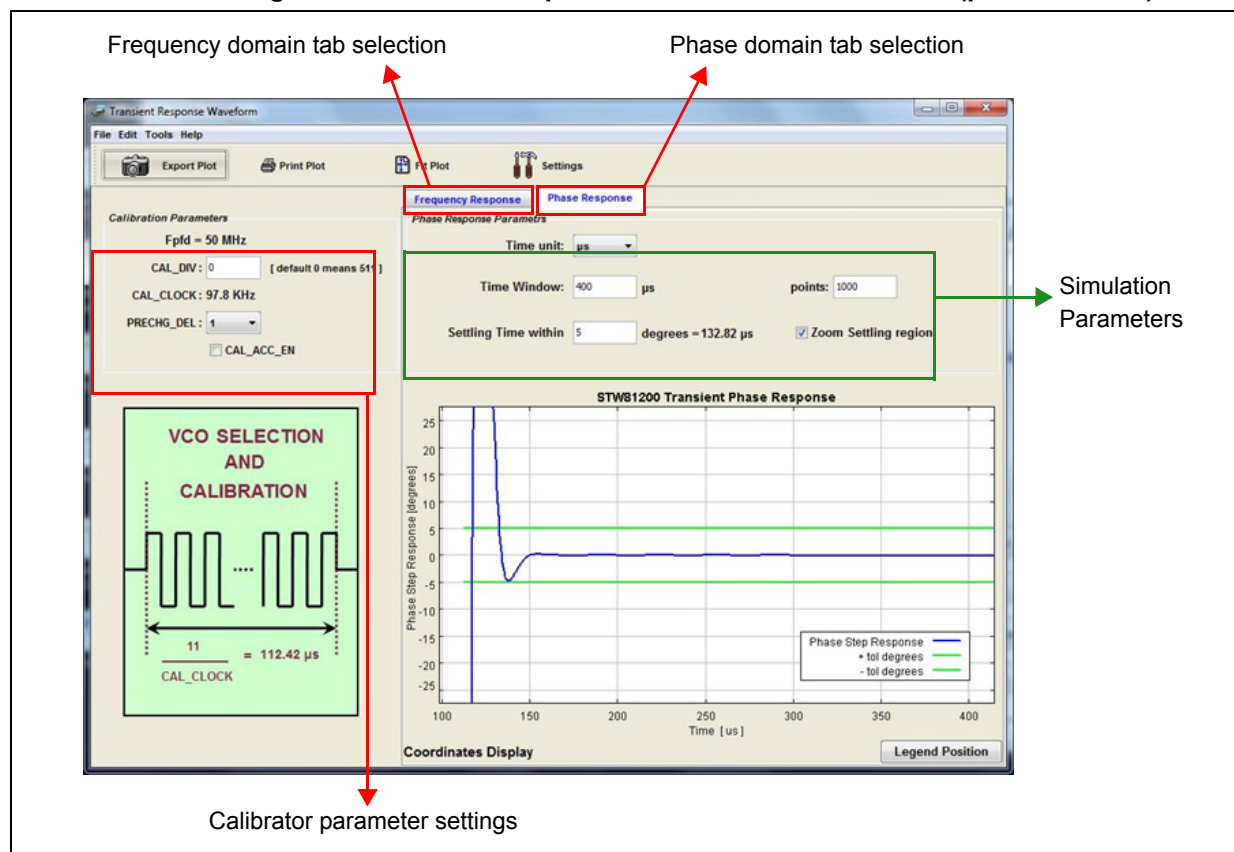 Frequency domain tab selection
Phase domain tab selection
Transient Response Waveform
File Edit Tools Help
Export Plot
Print Plot
Fit Plot
Settings
Frequency Response
Phase Response
Calibration Parameters
Fpfd = 50 MHz
CAL_DIV : 0 [ default 0 means 511 ]
CAL_CLOCK : 97.8 KHz
PRECHG_DEL : 1
CAL_ACC_EN
Phase Response Parametrs
Time unit: µs
Time Window: 400 µs points: 1000
Settling Time within 5 degrees = 132.82 µs Zoom Settling region
Simulation
Parameters
VCO SELECTION
AND
CALIBRATION
....
11
CAL_CLOCK
= 112.42 µs
STW81200 Transient Phase Response
Phase Step Response [degrees]
25
20
15
10
5
0
-5
-10
-15
-20
-25
Phase Step Response
+ tol degrees
- tol degrees
100 150 200 250 300 350 400
Time [us]
Coordinates Display
Legend Position
Calibrator parameter settings